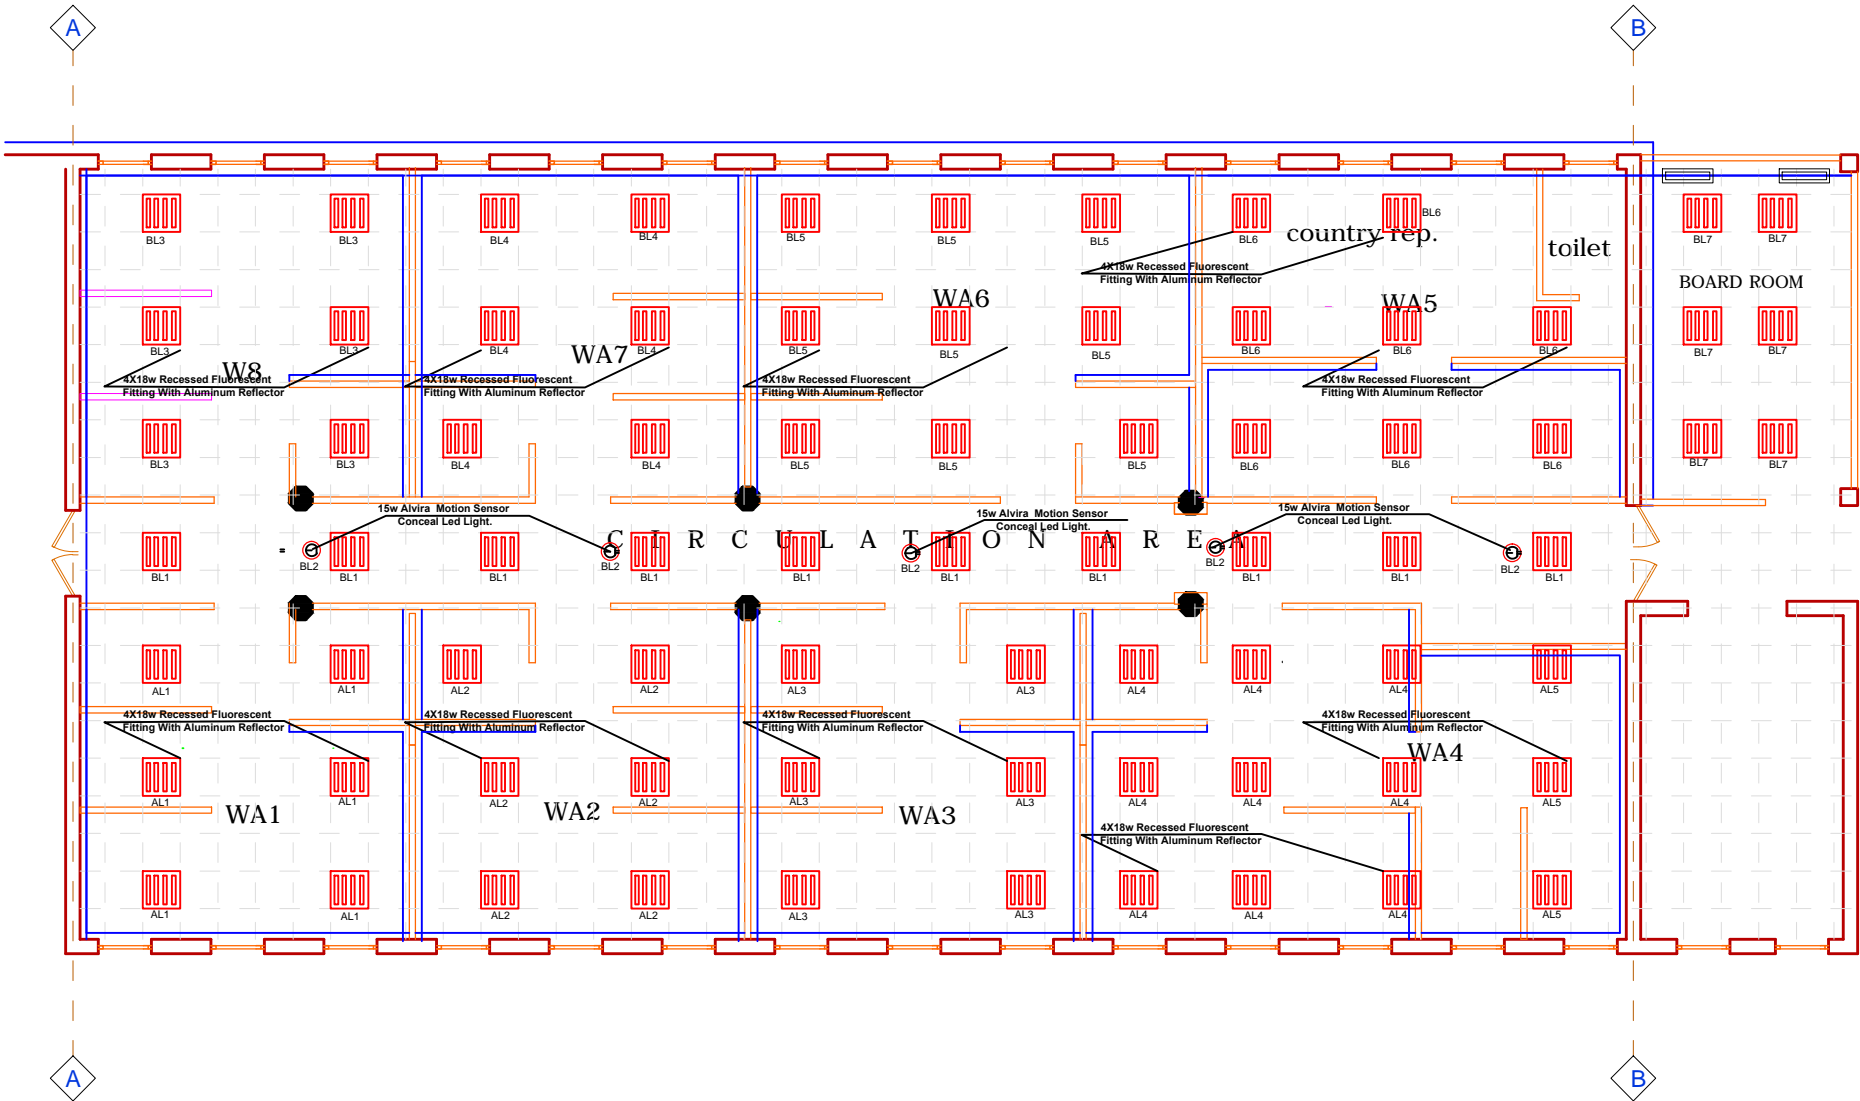 A B
BL3 BL3 BL4 BL4 BL5 BL5 BL5 BL6 BL6 BL7 BL7
country rep.
toilet
4X18w Recessed Fluorescent
Fitting With Aluminum Reflector
BOARD ROOM
WA6 WA5
BL3 BL3 BL4 BL4 BL5 BL5 BL5 BL6 BL6 BL6 BL7 BL7
W8 WA7
4X18w Recessed Fluorescent
Fitting With Aluminum Reflector
4X18w Recessed Fluorescent
Fitting With Aluminum Reflector
4X18w Recessed Fluorescent
Fitting With Aluminum Reflector
4X18w Recessed Fluorescent
Fitting With Aluminum Reflector
BL3 BL3 BL4 BL4 BL5 BL5 BL5 BL6 BL6 BL6 BL7 BL7
15w Alvira Motion Sensor
Conceal Led Light.
15w Alvira Motion Sensor
Conceal Led Light.
15w Alvira Motion Sensor
Conceal Led Light.
CIRCULATION AREA
BL2 BL2 BL2 BL2 BL2
BL1 BL1 BL1 BL1 BL1 BL1 BL1 BL1 BL1
AL1 AL1 AL2 AL2 AL3 AL3 AL4 AL4 AL4 AL5
4X18w Recessed Fluorescent
Fitting With Aluminum Reflector
4X18w Recessed Fluorescent
Fitting With Aluminum Reflector
4X18w Recessed Fluorescent
Fitting With Aluminum Reflector
4X18w Recessed Fluorescent
Fitting With Aluminum Reflector
WA4
AL1 AL1 AL2 AL2 AL3 AL3 AL4 AL4 AL4 AL5
WA1 WA2 WA3
4X18w Recessed Fluorescent
Fitting With Aluminum Reflector
AL1 AL1 AL2 AL2 AL3 AL3 AL4 AL4 AL4 AL5
A B